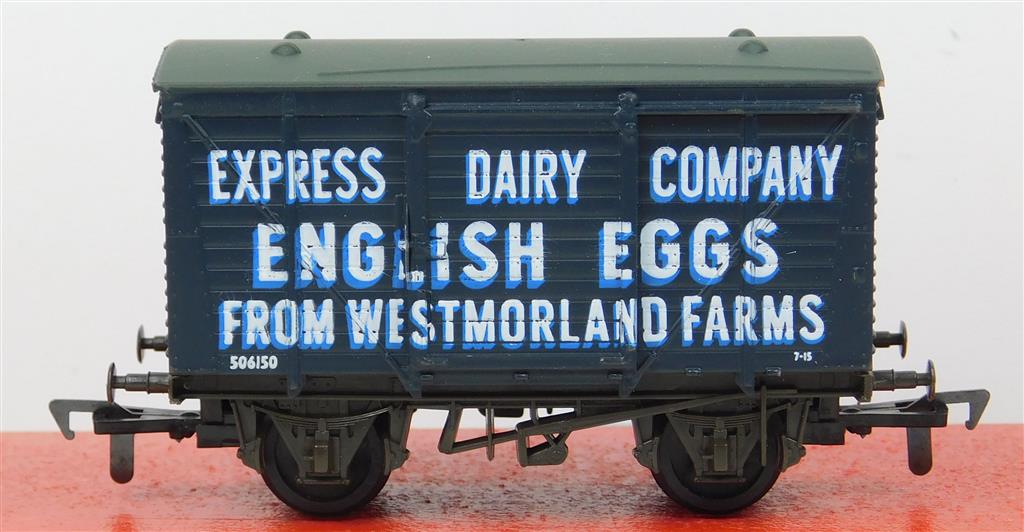 EXPRESS DAIRY COMPANY
ENGLISH EGGS
FROM WESTMORLAND FARMS
506150 7-15